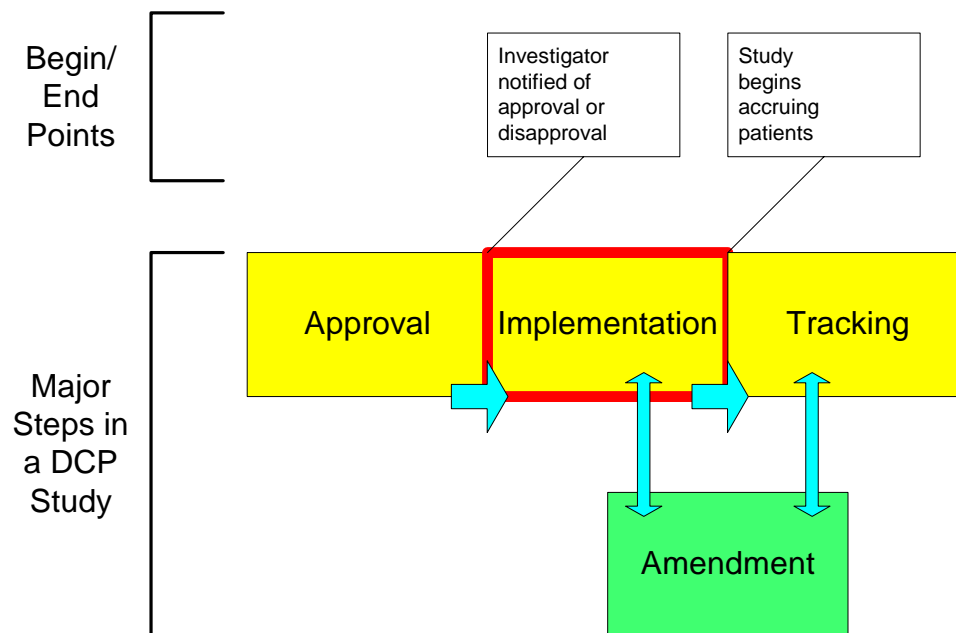 Begin/
End
Points
Investigator
notified of
approval or
disapproval
Study
begins
accruing
patients
Major
Steps in
a DCP
Study
Approval
Implementation
Tracking
Amendment